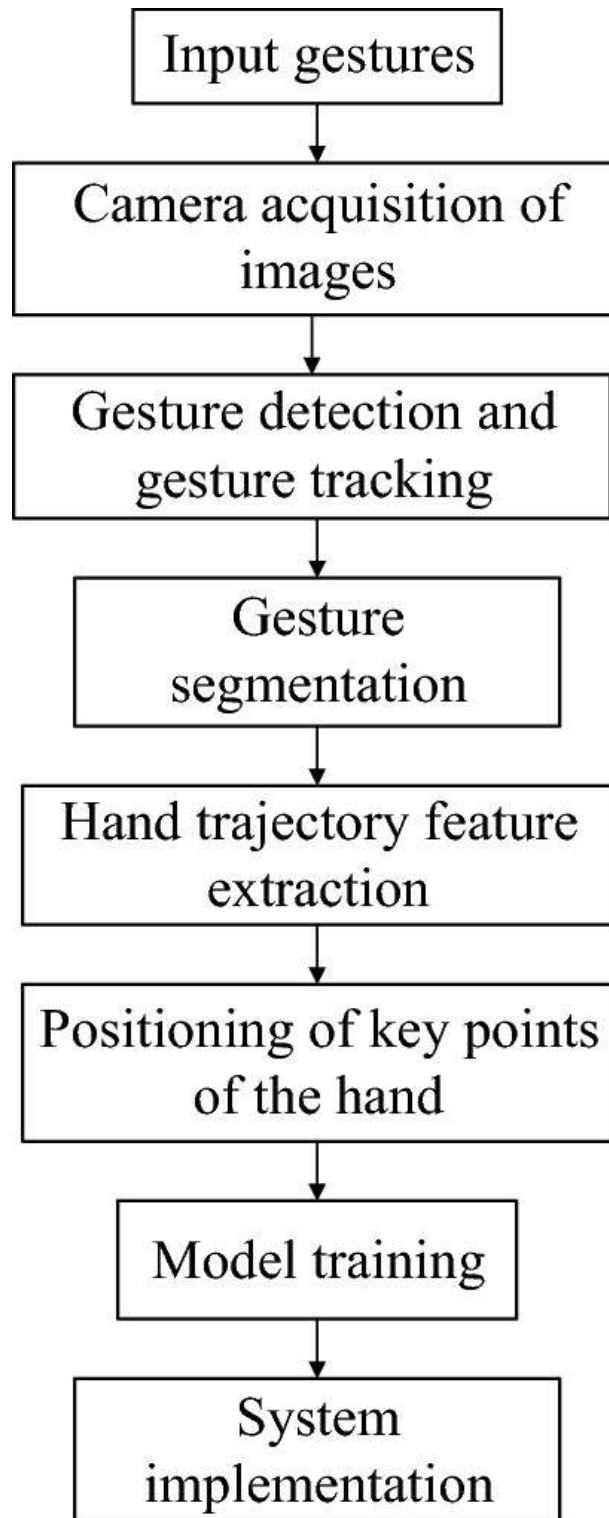 Input gestures
Camera acquisition of
images
Gesture detection and
gesture tracking
Gesture
segmentation
Hand trajectory feature
extraction
Positioning of key points
of the hand
Model training
System
implementation